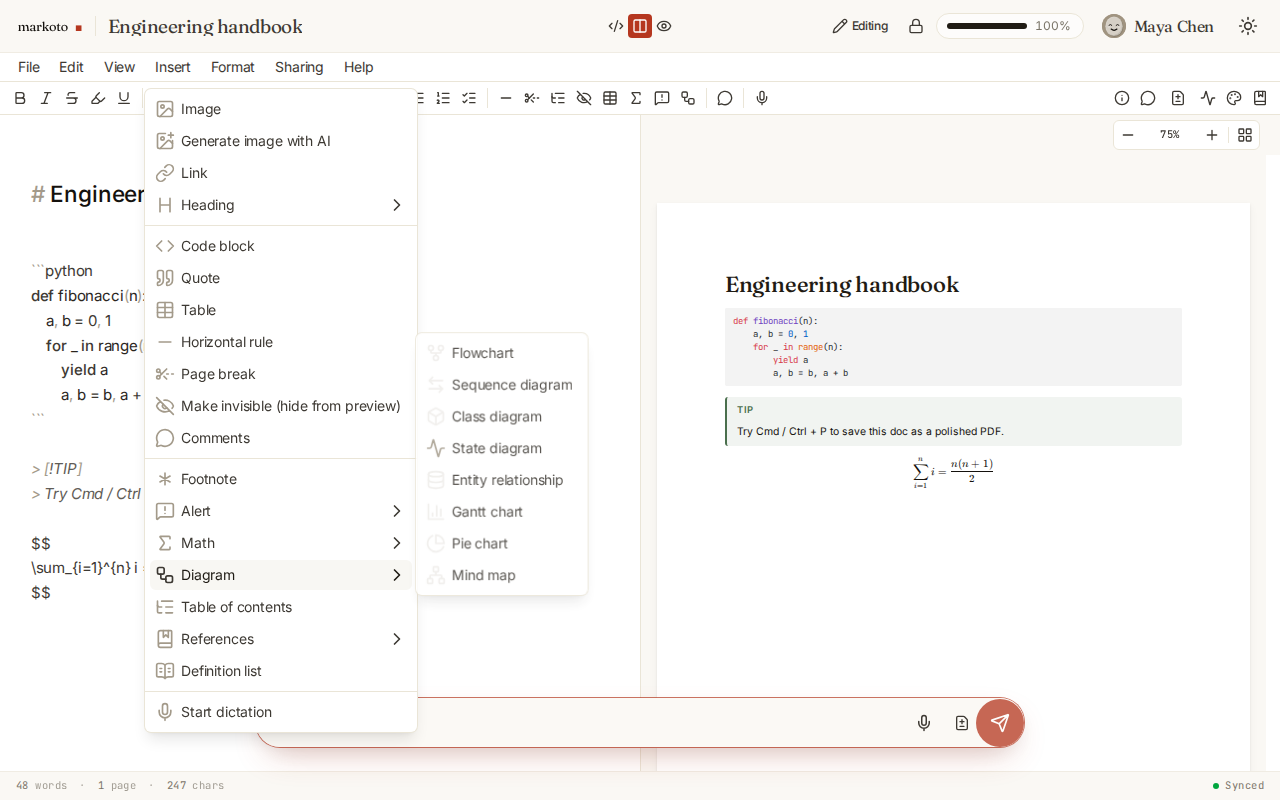 markoto
Engineering handbook
Editing
100%
Maya Chen
File Edit View Insert Format Sharing Help
75%
Image
Generate image with AI
Link
Heading
Code block
Quote
Table
Horizontal rule
Page break
Make invisible (hide from preview)
Comments
Footnote
Alert
Math
Diagram
Table of contents
References
Definition list
Start dictation
Flowchart
Sequence diagram
Class diagram
State diagram
Entity relationship
Gantt chart
Pie chart
Mind map
# Engineer
```python
def fibonacci(n):
a, b = 0, 1
for _ in range(
yield a
a, b = b, a +
```
> [!TIP]
> Try Cmd / Ctrl
$$
\sum_{i=1}^{n} i =
$$
Engineering handbook
def fibonacci(n):
a, b = 0, 1
for _ in range(n):
yield a
a, b = b, a + b
TIP
Try Cmd / Ctrl + P to save this doc as a polished PDF.
∑_{i=1}^{n} i = n(n + 1) / 2
48 words · 1 page · 247 chars
Synced